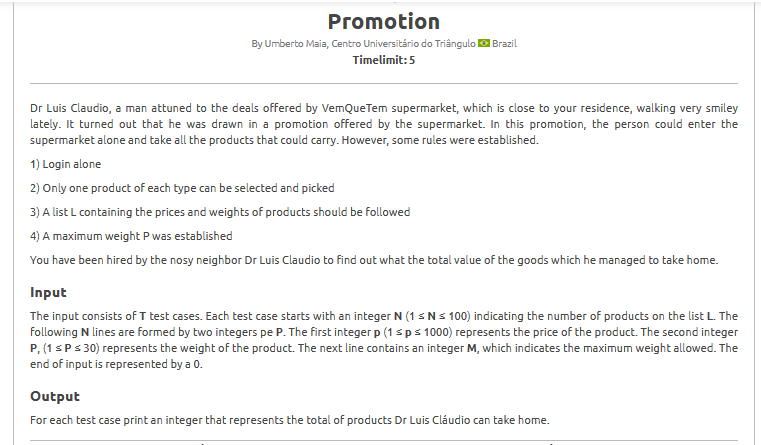 Promotion
By Umberto Maia, Centro Universitário do Triângulo Brazil
Timelimit: 5
Dr Luis Claudio, a man attuned to the deals offered by VemQueTem supermarket, which is close to your residence, walking very smiley
lately. It turned out that he was drawn in a promotion offered by the supermarket. In this promotion, the person could enter the
supermarket alone and take all the products that could carry. However, some rules were established.
1) Login alone
2) Only one product of each type can be selected and picked
3) A list L containing the prices and weights of products should be followed
4) A maximum weight P was established
You have been hired by the nosy neighbor Dr Luis Claudio to find out what the total value of the goods which he managed to take home.
Input
The input consists of T test cases. Each test case starts with an integer N (1 ≤ N ≤ 100) indicating the number of products on the list L. The
following N lines are formed by two integers pe P. The first integer p (1 ≤ p ≤ 1000) represents the price of the product. The second integer
P, (1 ≤ P ≤ 30) represents the weight of the product. The next line contains an integer M, which indicates the maximum weight allowed. The
end of input is represented by a 0.
Output
For each test case print an integer that represents the total of products Dr Luis Cláudio can take home.